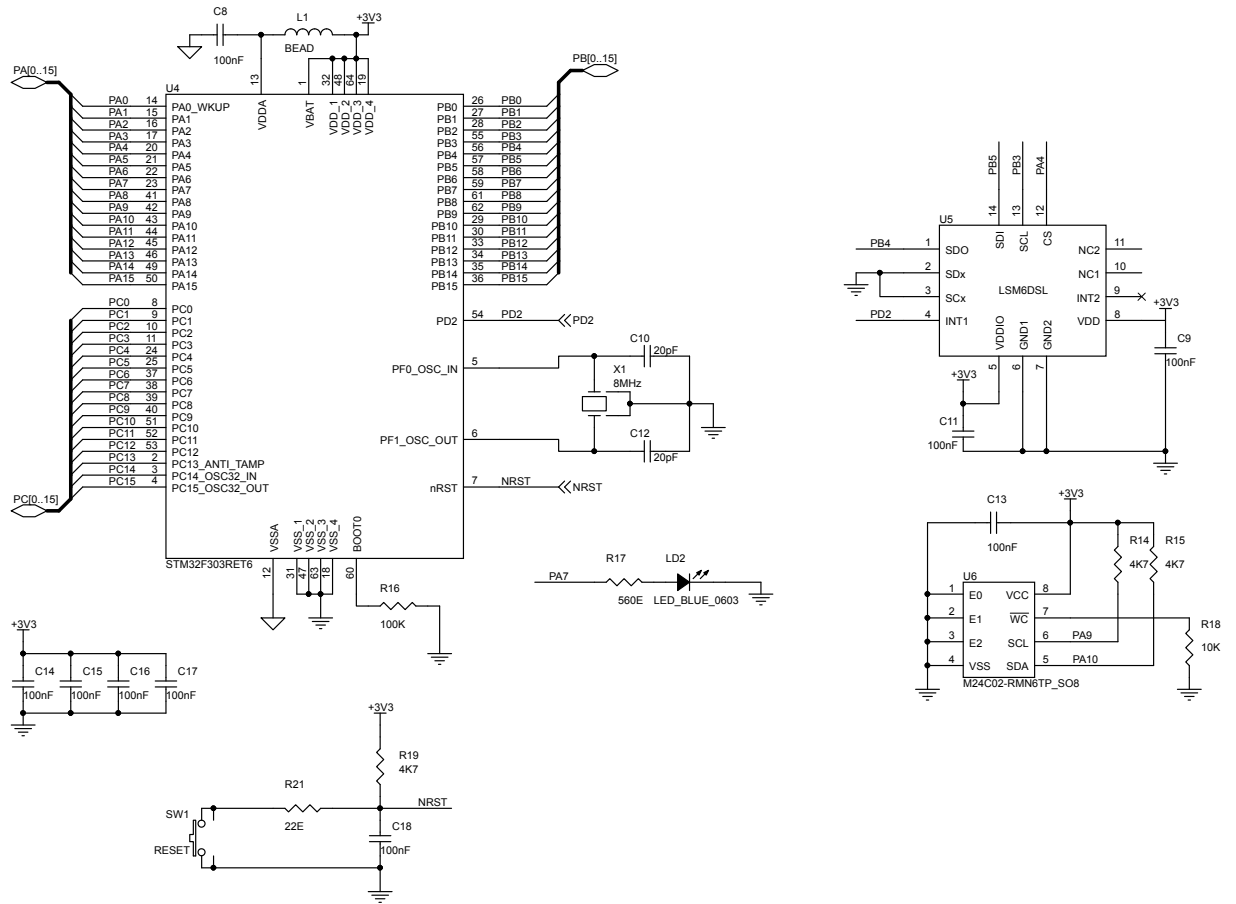 C8
100nF
L1
BEAD
+3V3
PA[0..15]
PB[0..15]
U4
13 VDDA
1 VBAT
32 VDD_1
48 VDD_2
64 VDD_3
19 VDD_4
PA0 14 PA0_WKUP
PA1 15 PA1
PA2 16 PA2
PA3 17 PA3
PA4 20 PA4
PA5 21 PA5
PA6 22 PA6
PA7 23 PA7
PA8 41 PA8
PA9 42 PA9
PA10 43 PA10
PA11 44 PA11
PA12 45 PA12
PA13 46 PA13
PA14 49 PA14
PA15 50 PA15
PC0 8 PC0
PC1 9 PC1
PC2 10 PC2
PC3 11 PC3
PC4 24 PC4
PC5 25 PC5
PC6 37 PC6
PC7 38 PC7
PC8 39 PC8
PC9 40 PC9
PC10 51 PC10
PC11 52 PC11
PC12 53 PC12
PC13 2 PC13_ANTI_TAMP
PC14 3 PC14_OSC32_IN
PC15 4 PC15_OSC32_OUT
PC[0..15]
PB0 26 PB0
PB1 27 PB1
PB2 28 PB2
PB3 55 PB3
PB4 56 PB4
PB5 57 PB5
PB6 58 PB6
PB7 59 PB7
PB8 61 PB8
PB9 62 PB9
PB10 29 PB10
PB11 30 PB11
PB12 33 PB12
PB13 34 PB13
PB14 35 PB14
PB15 36 PB15
PD2 54 PD2 PD2
PF0_OSC_IN 5
PF1_OSC_OUT 6
nRST 7 NRST NRST
C10
20pF
X1
8MHz
C12
20pF
VSSA 12
VSS_1 31
VSS_2 47
VSS_3 63
VSS_4 18
BOOT0 60
STM32F303RET6
R16
100K
PB5 14 SDI
PB3 13 SCL
PA4 12 CS
U5
PB4 1 SDO
2 SDx
3 SCx
PD2 4 INT1
LSM6DSL
NC2 11
NC1 10
INT2 9
VDD 8
VDDIO 5
GND1 6
GND2 7
+3V3
C9
100nF
+3V3
C11
100nF
C13
100nF
+3V3
R14
4K7
R15
4K7
U6
1 E0
2 E1
3 E2
4 VSS
VCC 8
WC 7
SCL 6 PA9
SDA 5 PA10
M24C02-RMN6TP_SO8
R18
10K
PA7
R17
560E
LD2
LED_BLUE_0603
+3V3
C14
100nF
C15
100nF
C16
100nF
C17
100nF
+3V3
R19
4K7
R21
22E
NRST
SW1
RESET
C18
100nF